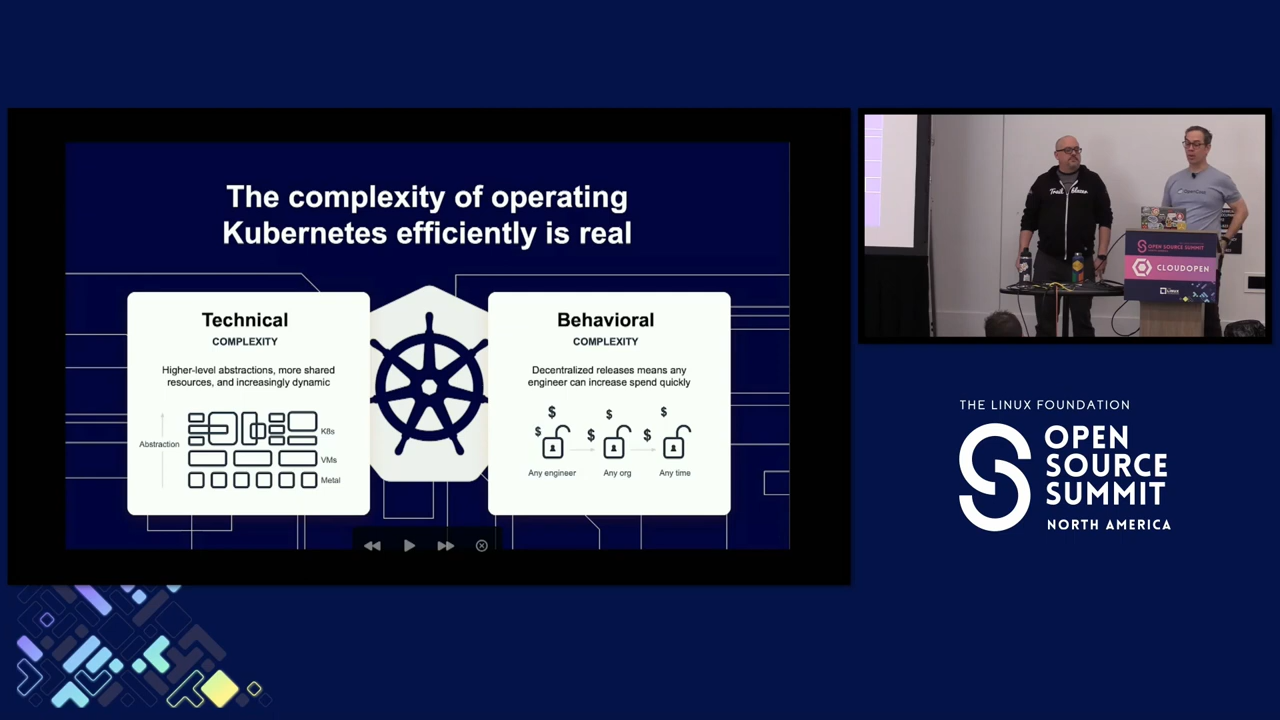 The complexity of operating
Kubernetes efficiently is real
Technical
COMPLEXITY
Higher-level abstractions, more shared
resources, and increasingly dynamic
Abstraction
K8s
VMs
Metal
Behavioral
COMPLEXITY
Decentralized releases means any
engineer can increase spend quickly
$ $ $
$ $ $
Any engineer
Any org
Any time
OPEN SOURCE SUMMIT
CLOUDOPEN
THE LINUX FOUNDATION
OPEN
SOURCE
SUMMIT
NORTH AMERICA